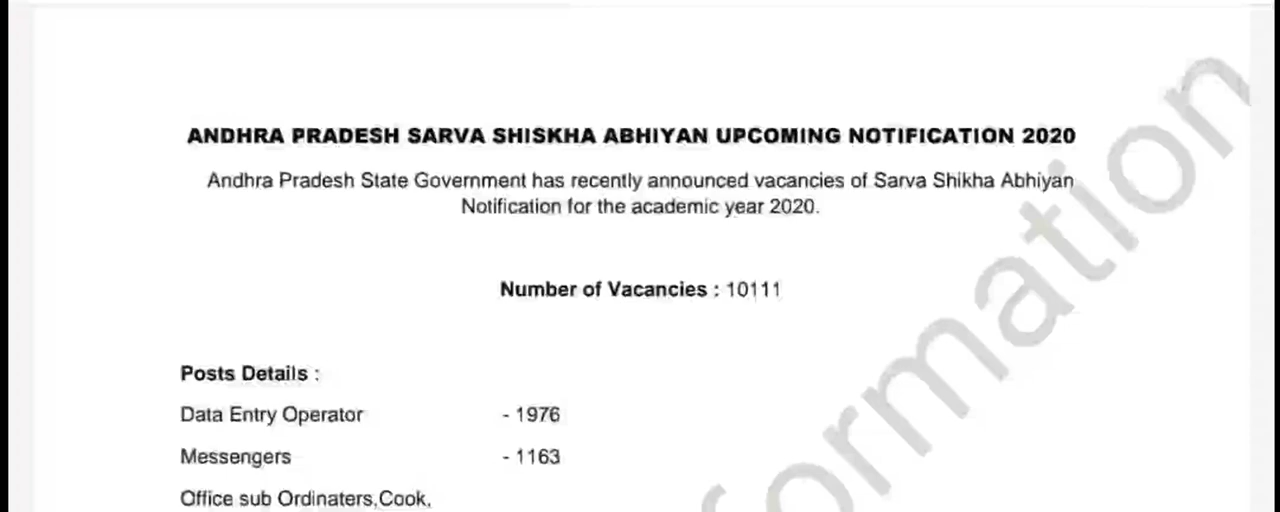 ANDHRA PRADESH SARVA SHISKHA ABHIYAN UPCOMING NOTIFICATION 2020
Andhra Pradesh State Government has recently announced vacancies of Sarva Shikha Abhiyan
Notification for the academic year 2020.
Number of Vacancies : 10111
Posts Details :
Data Entry Operator - 1976
Messengers - 1163
Office sub Ordinaters,Cook,
formation